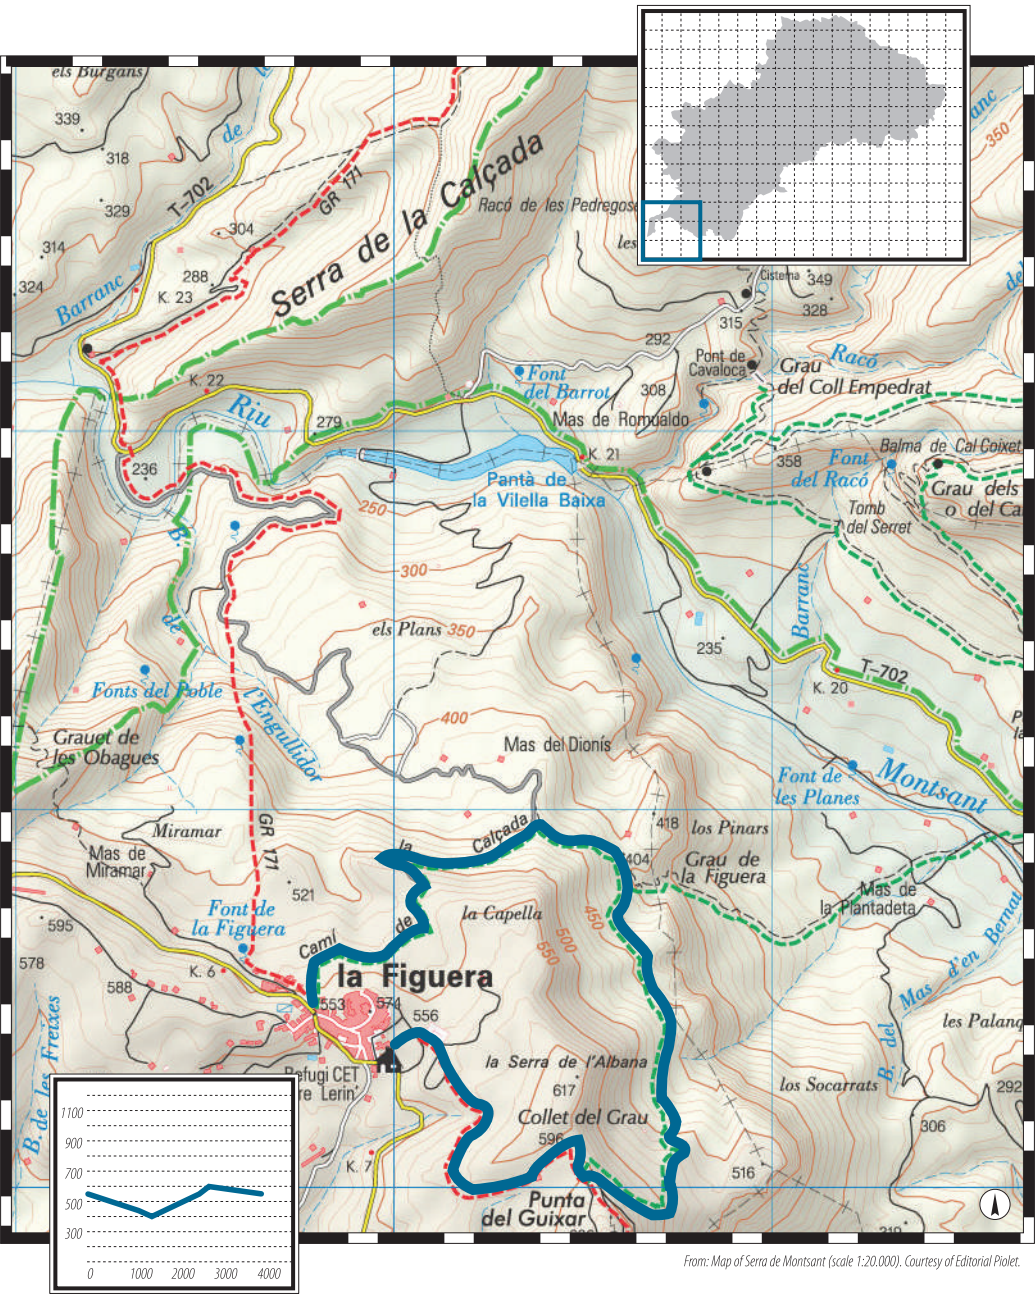 els Burgans
339
318
329
314
324
de
T-702
304
288
K. 23
Barranc
GR 171
Serra de la Calçada
Racó de les Pedregose
les
anc
350
del
Cisterna
349
328
315
292
Pont de
Cavaloca
308
Racó
Grau
del Coll Empedrat
Font
del Barrot
Mas de Romualdo
K. 22
Riu
279
K. 21
236
Pantà de
la Vilella Baixa
358
Font
del Racó
Balma de Cal Coixet
Grau dels
o del Ca
Tomb
del Serret
250
300
B.
de
l'Engullidor
els Plans
350
235
Barranc
T-702
K. 20
Fonts del Poble
Grauet de
les Obagues
400
Mas del Dionís
Font de
les Planes
Montsant
Miramar
Mas de
Miramar
GR 171
521
la
Calçada
418
404
los Pinars
Grau de
la Figuera
Mas de
la Plantadeta
Font de
la Figuera
595
578
588
K. 6
Camí
de
la Capella
450
500
550
la Figuera
553
574
556
B. del Mas d'en Bernat
les Palanq
B. de les Freixes
la Serra de l'Albana
617
los Socarrats
292
306
Refugi CET
re Lerin
Collet del Grau
596
K. 7
516
Punta
del Guixar
319
1100
900
700
500
300
0 1000 2000 3000 4000
From: Map of Serra de Montsant (scale 1:20.000). Courtesy of Editorial Piolet.